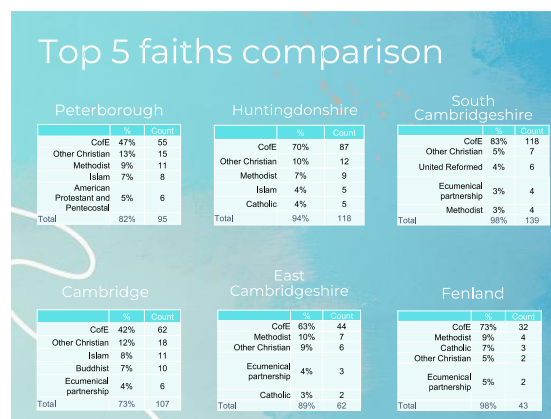 Top 5 faiths comparison
Peterborough
% Count
CofE 47% 55
Other Christian 13% 15
Methodist 9% 11
Islam 7% 8
American
Protestant and
Pentecostal 5% 6
Total 82% 95
Huntingdonshire
% Count
CofE 70% 87
Other Christian 10% 12
Methodist 7% 9
Islam 4% 5
Catholic 4% 5
Total 94% 118
South
Cambridgeshire
% Count
CofE 83% 118
Other Christian 5% 7
United Reformed 4% 6
Ecumenical
partnership 3% 4
Methodist 3% 4
Total 98% 139
Cambridge
% Count
CofE 42% 62
Other Christian 12% 18
Islam 8% 11
Buddhist 7% 10
Ecumenical
partnership 4% 6
Total 73% 107
East
Cambridgeshire
% Count
CofE 63% 44
Methodist 10% 7
Other Christian 9% 6
Ecumenical
partnership 4% 3
Catholic 3% 2
Total 89% 62
Fenland
% Count
CofE 73% 32
Methodist 9% 4
Catholic 7% 3
Other Christian 5% 2
Ecumenical
partnership 5% 2
Total 98% 43